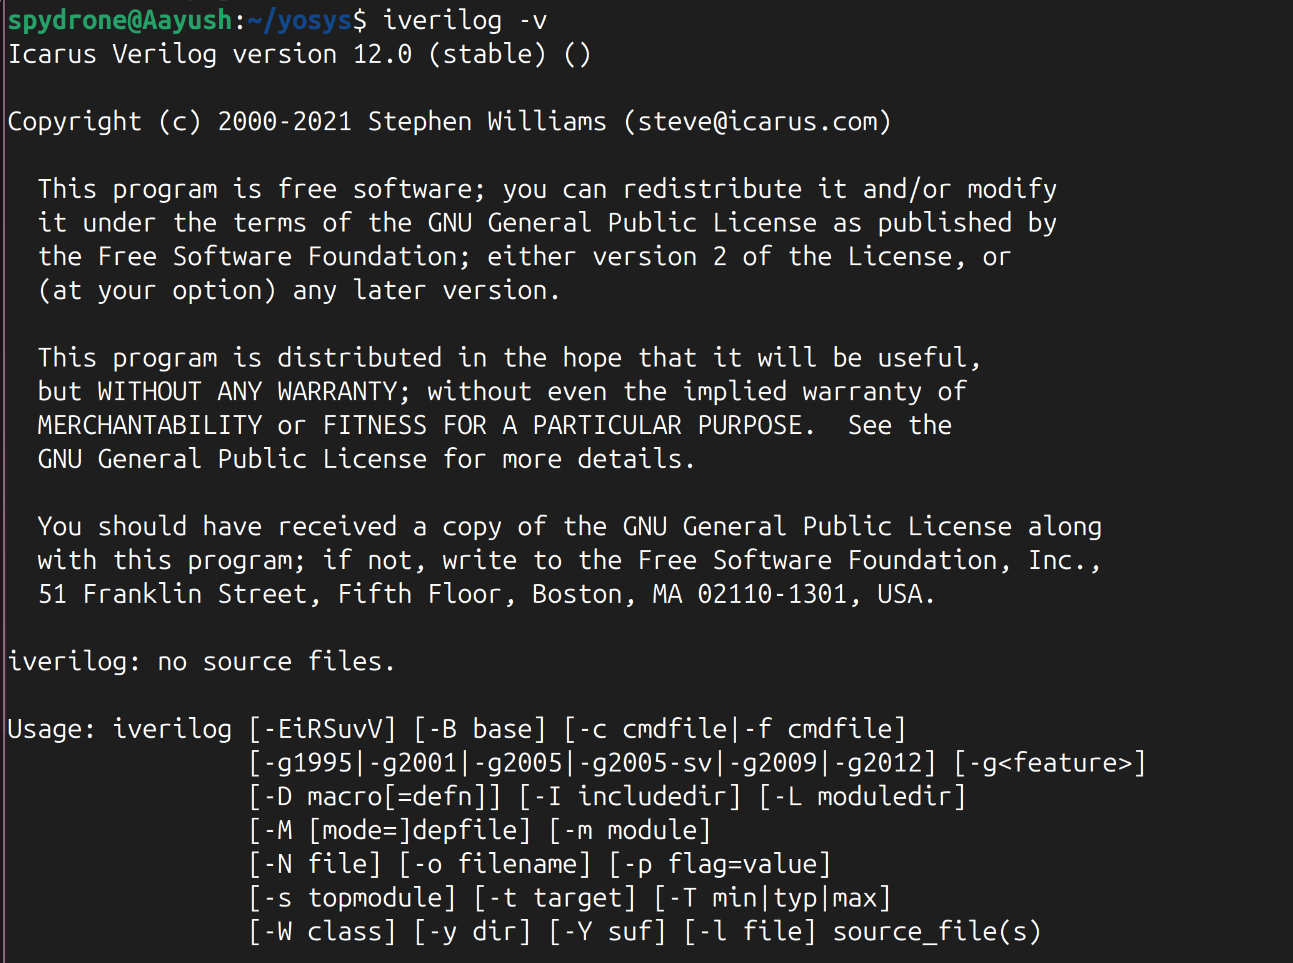 spydrone@Aayush:~/yosys$ iverilog -v
Icarus Verilog version 12.0 (stable) ()
Copyright (c) 2000-2021 Stephen Williams (steve@icarus.com)
This program is free software; you can redistribute it and/or modify
it under the terms of the GNU General Public License as published by
the Free Software Foundation; either version 2 of the License, or
(at your option) any later version.
This program is distributed in the hope that it will be useful,
but WITHOUT ANY WARRANTY; without even the implied warranty of
MERCHANTABILITY or FITNESS FOR A PARTICULAR PURPOSE.  See the
GNU General Public License for more details.
You should have received a copy of the GNU General Public License along
with this program; if not, write to the Free Software Foundation, Inc.,
51 Franklin Street, Fifth Floor, Boston, MA 02110-1301, USA.
iverilog: no source files.
Usage: iverilog [-EiRSuvV] [-B base] [-c cmdfile|-f cmdfile]
[-g1995|-g2001|-g2005|-g2005-sv|-g2009|-g2012] [-g<feature>]
[-D macro[=defn]] [-I includedir] [-L moduledir]
[-M [mode=]depfile] [-m module]
[-N file] [-o filename] [-p flag=value]
[-s topmodule] [-t target] [-T min|typ|max]
[-W class] [-y dir] [-Y suf] [-l file] source_file(s)